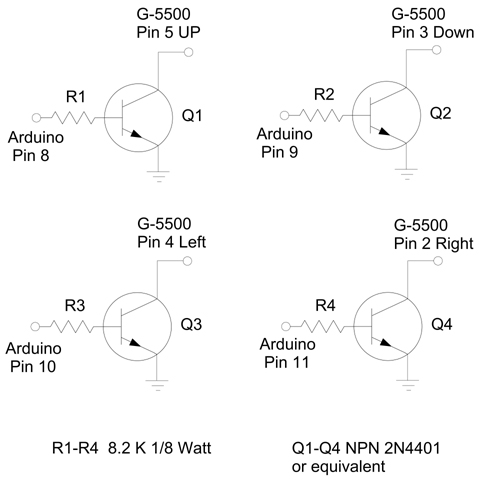 G-5500
Pin 5 UP
R1
Q1
Arduino
Pin 8
G-5500
Pin 3 Down
R2
Q2
Arduino
Pin 9
G-5500
Pin 4 Left
R3
Q3
Arduino
Pin 10
G-5500
Pin 2 Right
R4
Q4
Arduino
Pin 11
R1-R4  8.2 K 1/8 Watt
Q1-Q4 NPN 2N4401
or equivalent